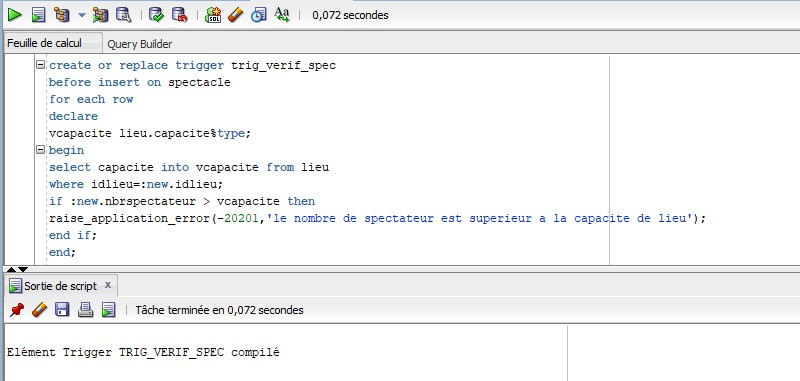 0,072 secondes
Feuille de calcul Query Builder
create or replace trigger trig_verif_spec
before insert on spectacle
for each row
declare
vcapacite lieu.capacite%type;
begin
select capacite into vcapacite from lieu
where idlieu=:new.idlieu;
if :new.nbrspectateur > vcapacite then
raise_application_error(-20201,'le nombre de spectateur est superieur a la capacite de lieu');
end if;
end;
Sortie de script x
Tâche terminée en 0,072 secondes
Elément Trigger TRIG_VERIF_SPEC compilé